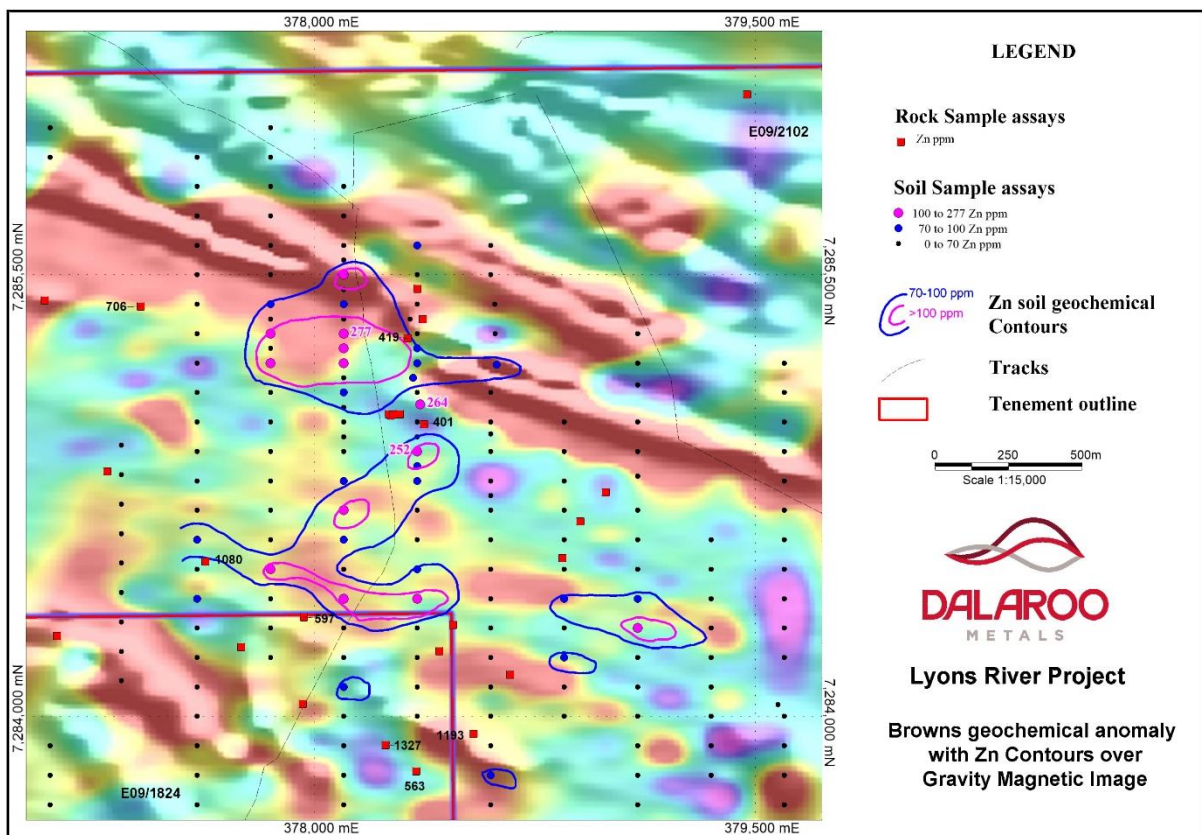 378,000 mE
379,500 mE
E09/2102
7,285,500 mN
7,285,500 mN
706
277
419
264
401
252
1080
597
7,284,000 mN
7,284,000 mN
1193
1327
563
E09/1824
378,000 mE
379,500 mE
LEGEND
Rock Sample assays
Zn ppm
Soil Sample assays
100 to 277 Zn ppm
70 to 100 Zn ppm
0 to 70 Zn ppm
70-100 ppm
>100 ppm
Zn soil geochemical
Contours
Tracks
Tenement outline
0 250 500m
Scale 1:15,000
DALAROO
METALS
Lyons River Project
Browns geochemical anomaly
with Zn Contours over
Gravity Magnetic Image